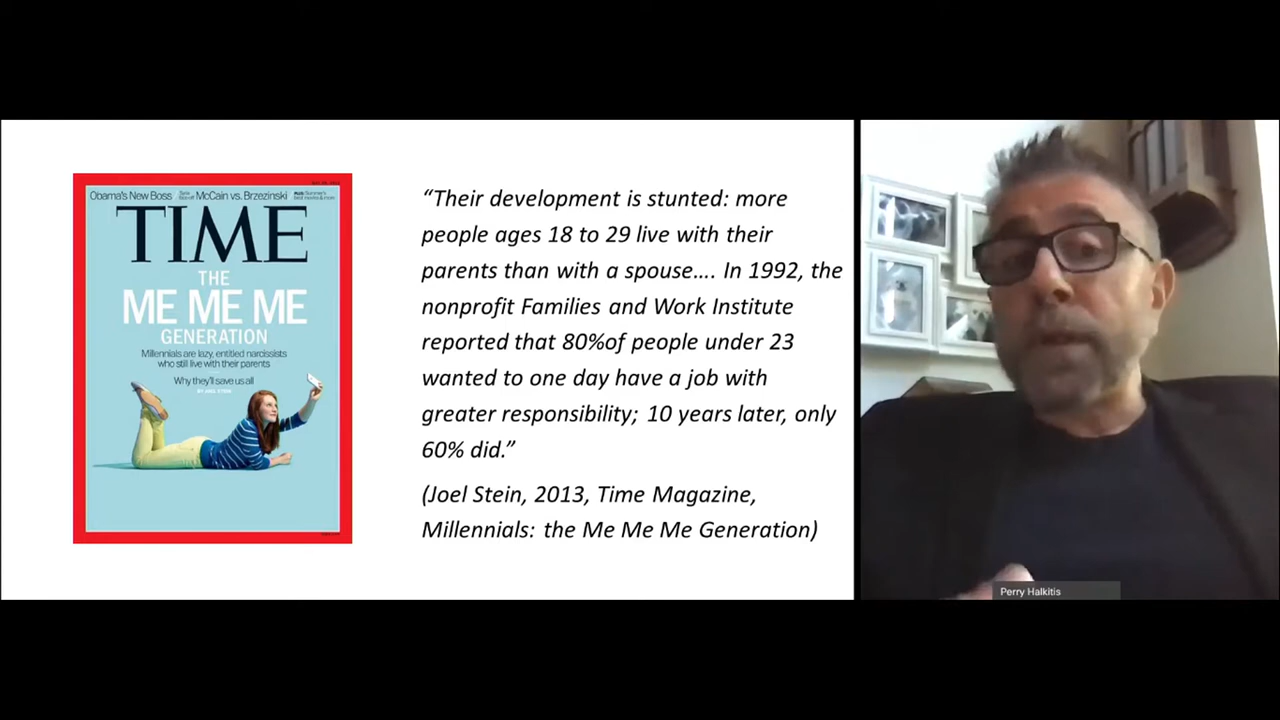 Obama's New Boss
McCain vs. Brzezinski
TIME
THE
ME ME ME
GENERATION
Millennials are lazy, entitled narcissists
who still live with their parents
Why they'll save us all
BY JOEL STEIN
“Their development is stunted: more
people ages 18 to 29 live with their
parents than with a spouse…. In 1992, the
nonprofit Families and Work Institute
reported that 80%of people under 23
wanted to one day have a job with
greater responsibility; 10 years later, only
60% did.”
(Joel Stein, 2013, Time Magazine,
Millennials: the Me Me Me Generation)
Perry Halkitis